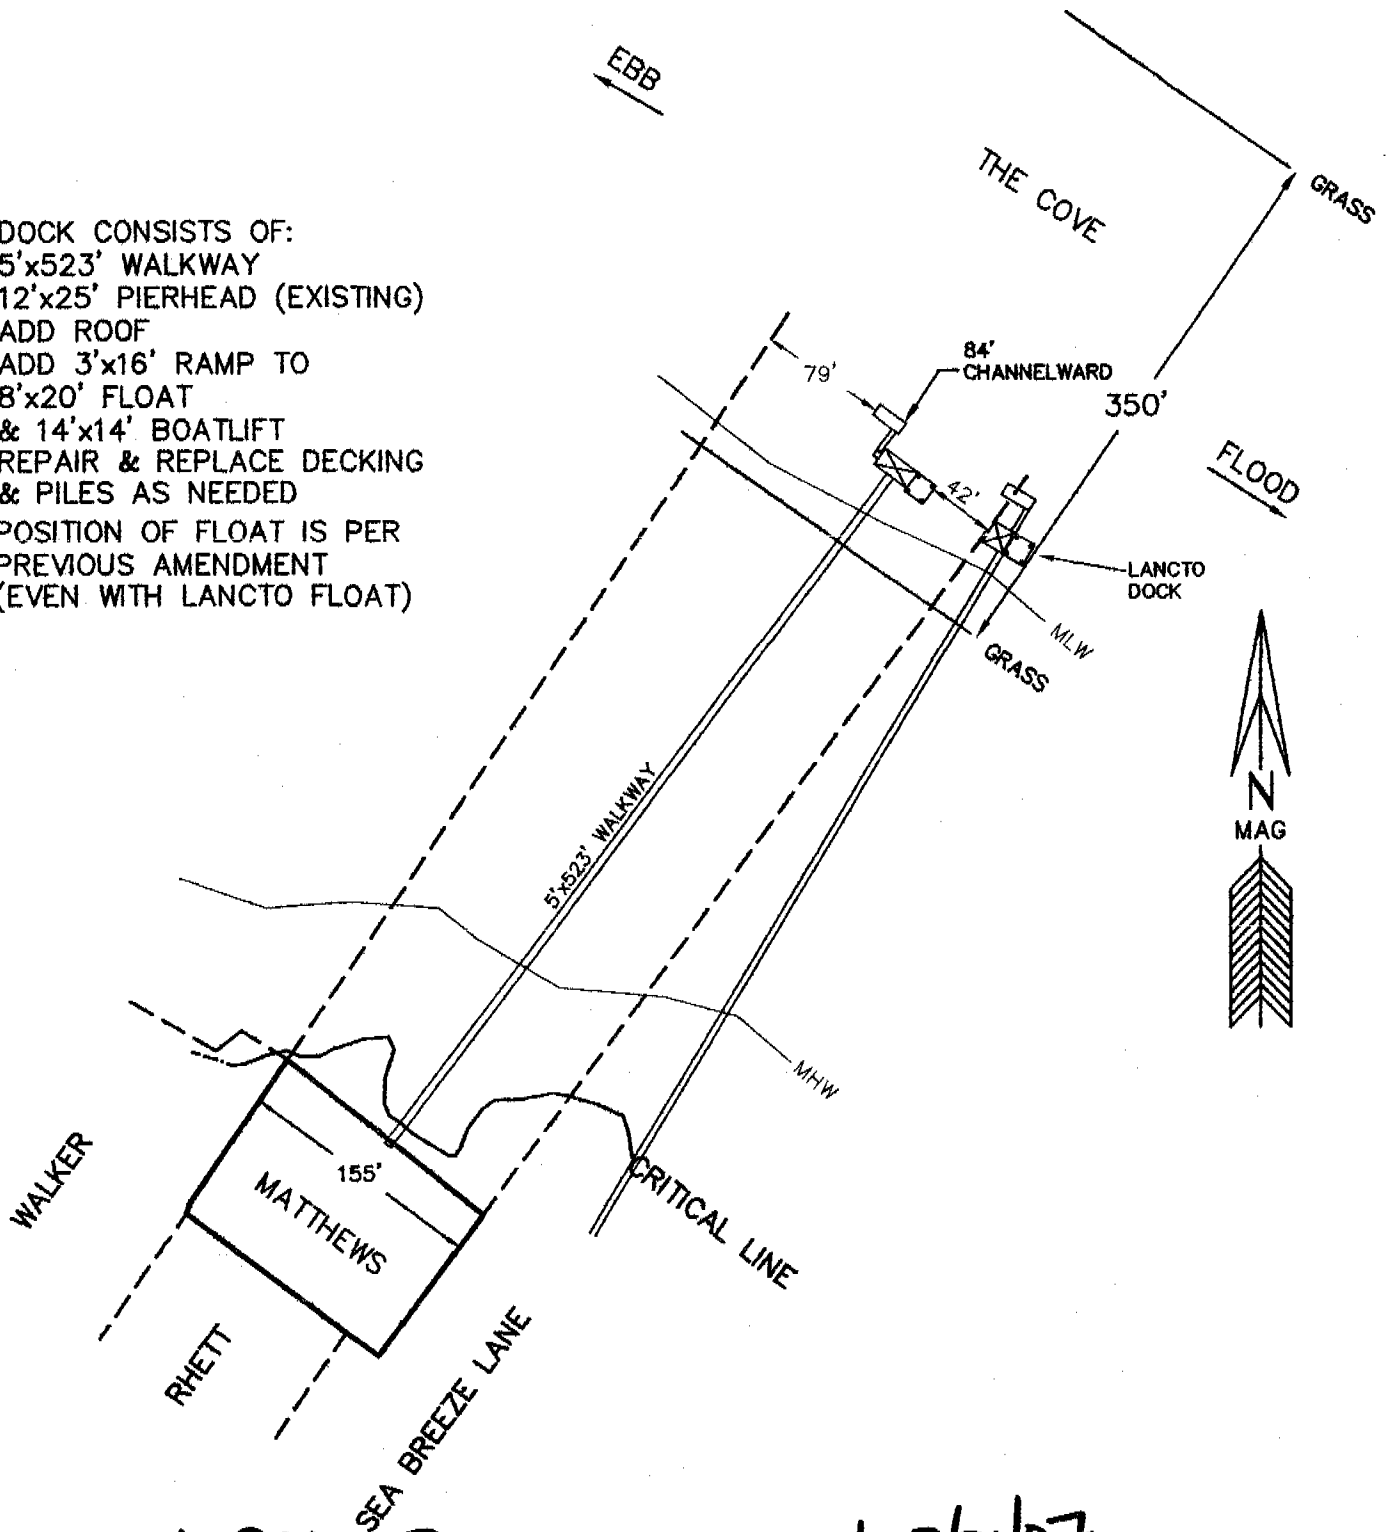 EBB
THE COVE
GRASS
DOCK CONSISTS OF:
5'x523' WALKWAY
12'x25' PIERHEAD (EXISTING)
ADD ROOF
ADD 3'x16' RAMP TO
8'x20' FLOAT
& 14'x14' BOATLIFT
REPAIR & REPLACE DECKING
& PILES AS NEEDED
POSITION OF FLOAT IS PER
PREVIOUS AMENDMENT
(EVEN WITH LANCTO FLOAT)
79'
84'
CHANNELWARD
350'
FLOOD
42'
LANCTO
DOCK
MLW
GRASS
5'x523' WALKWAY
N
MAG
MHW
WALKER
155'
MATTHEWS
CRITICAL LINE
RHETT
SEA BREEZE LANE